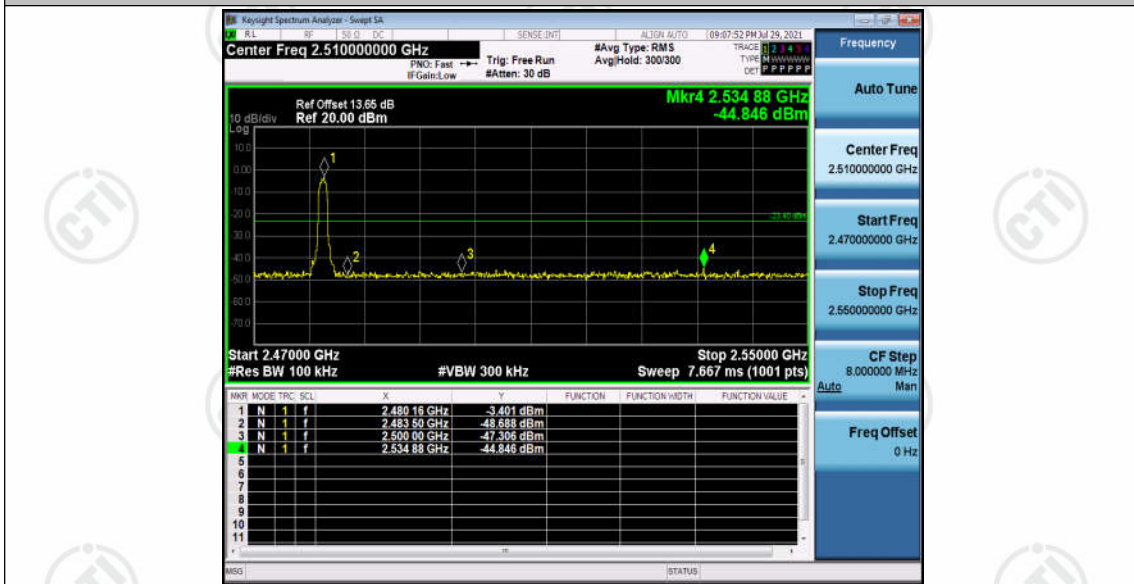 Keysight Spectrum Analyzer - Swept SA
RL RF 50 Ω DC SENSE:INT ALIGN AUTO 09:07:52 PM Jul 29, 2021
Center Freq 2.510000000 GHz
PNO: Fast
IFGain:Low
Trig: Free Run
#Atten: 30 dB
#Avg Type: RMS
Avg|Hold: 300/300
TRACE 1 2 3 4 5 6
TYPE M W W W W W
DET P P P P P P
Frequency
Auto Tune
Center Freq
2.510000000 GHz
Start Freq
2.470000000 GHz
Stop Freq
2.550000000 GHz
CF Step
8.000000 MHz
Auto Man
Freq Offset
0 Hz
Mkr4 2.534 88 GHz
-44.846 dBm
Ref Offset 13.65 dB
10 dB/div Ref 20.00 dBm
Log
10.0
0.00
-10.0
-20.0
-30.0
-40.0
-50.0
-60.0
-70.0
1
2
3
4
-23.40 dBm
Start 2.47000 GHz Stop 2.55000 GHz
#Res BW 100 kHz #VBW 300 kHz Sweep 7.667 ms (1001 pts)
MKR MODE TRC SCL X Y FUNCTION FUNCTION WIDTH FUNCTION VALUE
1 N 1 f 2.480 16 GHz -3.401 dBm
2 N 1 f 2.483 50 GHz -48.688 dBm
3 N 1 f 2.500 00 GHz -47.306 dBm
4 N 1 f 2.534 88 GHz -44.846 dBm
5
6
7
8
9
10
11
MSG STATUS
CTI
CTI